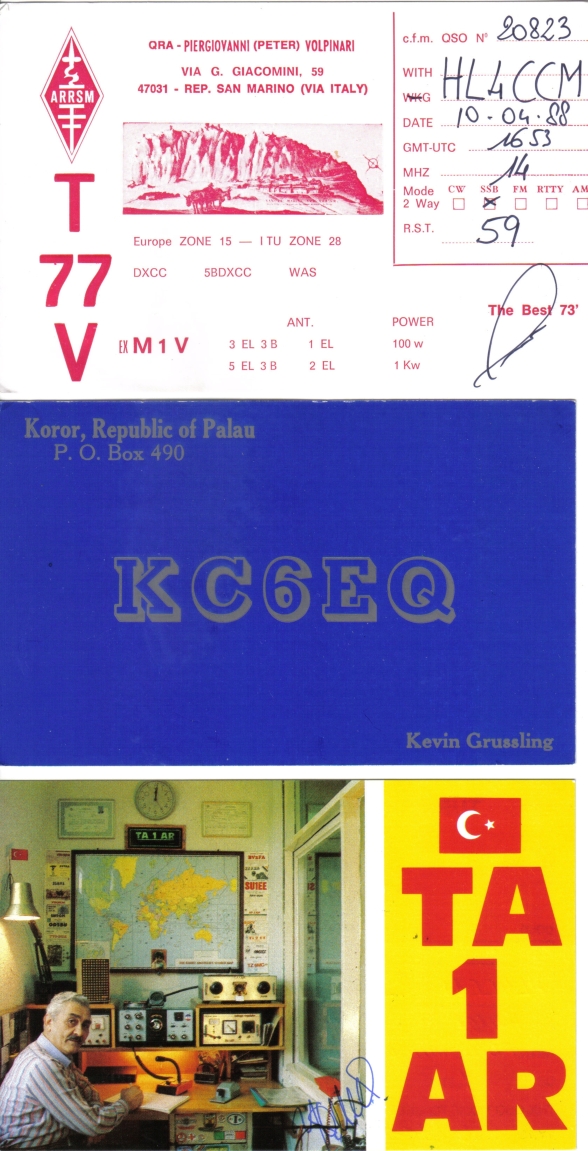 ARRSM
T
77
V
QRA - PIERGIOVANNI (PETER) VOLPINARI
VIA G. GIACOMINI, 59
47031 - REP. SAN MARINO (VIA ITALY)
Europe ZONE 15 — ITU ZONE 28
DXCC 5BDXCC WAS
ANT. POWER
EX M1V 3 EL 3 B 1 EL 100 w
5 EL 3 B 2 EL 1 Kw
c.f.m. QSO N° 20823
WITH HL4CCM
WKG
DATE 10-04-88
GMT-UTC 1653
MHZ 14
Mode CW SSB FM RTTY AM
2 Way
R.S.T. 59
The Best 73'
Koror, Republic of Palau
P. O. Box 490
KC6EQ
Kevin Grussling
TA 1 AR
SU1EE
TA
1
AR